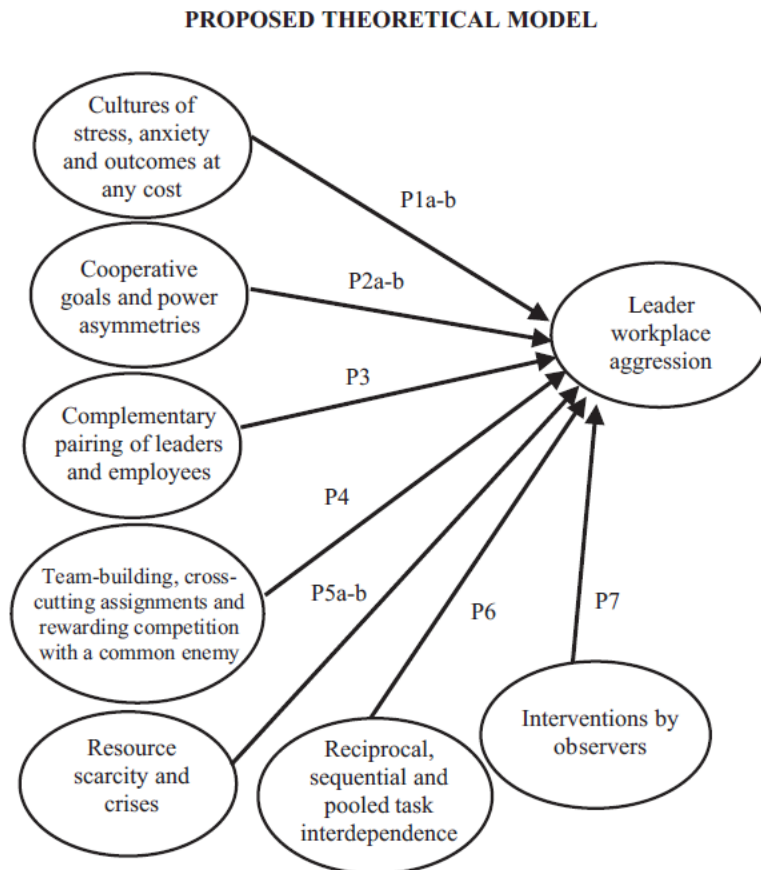 PROPOSED THEORETICAL MODEL
Cultures of
stress, anxiety
and outcomes at
any cost
P1a-b
Cooperative
goals and power
asymmetries
P2a-b
Leader
workplace
aggression
Complementary
pairing of leaders
and employees
P3
Team-building, cross-
cutting assignments and
rewarding competition
with a common enemy
P4
Resource
scarcity and
crises
P5a-b
Reciprocal,
sequential and
pooled task
interdependence
P6
Interventions by
observers
P7